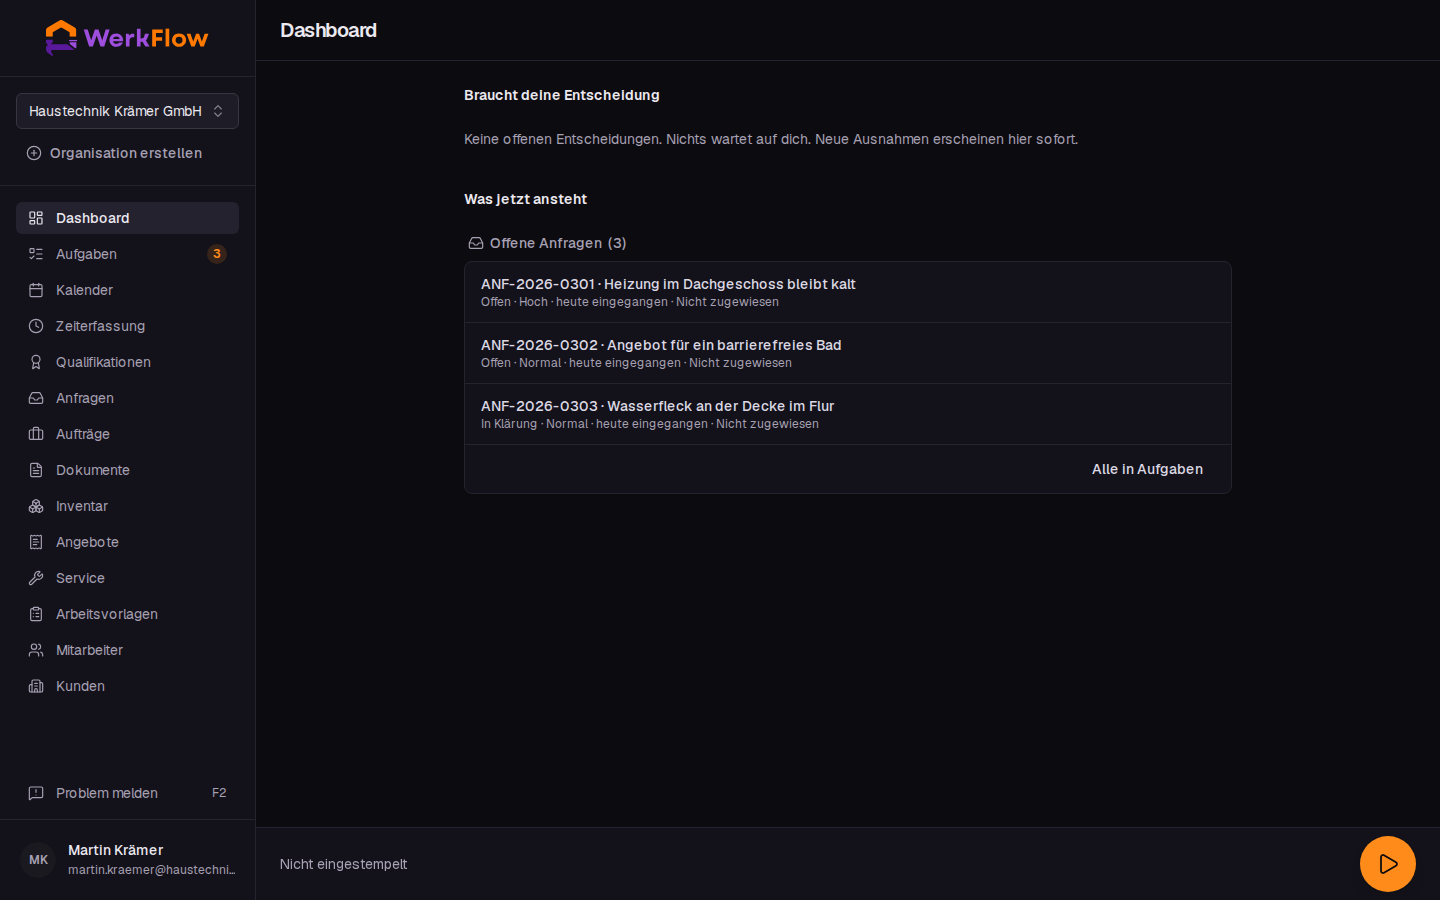 WerkFlow
Haustechnik Krämer GmbH
Organisation erstellen
Dashboard
Aufgaben 3
Kalender
Zeiterfassung
Qualifikationen
Anfragen
Aufträge
Dokumente
Inventar
Angebote
Service
Arbeitsvorlagen
Mitarbeiter
Kunden
Problem melden F2
MK
Martin Krämer
martin.kraemer@haustechni...
Dashboard
Braucht deine Entscheidung
Keine offenen Entscheidungen. Nichts wartet auf dich. Neue Ausnahmen erscheinen hier sofort.
Was jetzt ansteht
Offene Anfragen (3)
ANF-2026-0301 · Heizung im Dachgeschoss bleibt kalt
Offen · Hoch · heute eingegangen · Nicht zugewiesen
ANF-2026-0302 · Angebot für ein barrierefreies Bad
Offen · Normal · heute eingegangen · Nicht zugewiesen
ANF-2026-0303 · Wasserfleck an der Decke im Flur
In Klärung · Normal · heute eingegangen · Nicht zugewiesen
Alle in Aufgaben
Nicht eingestempelt